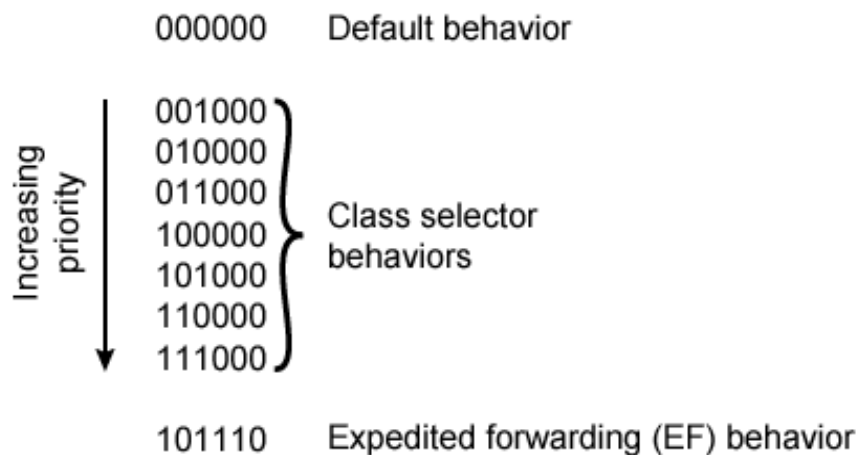 000000 Default behavior
Increasing
priority
001000
010000
011000
100000
101000
110000
111000
Class selector
behaviors
101110 Expedited forwarding (EF) behavior